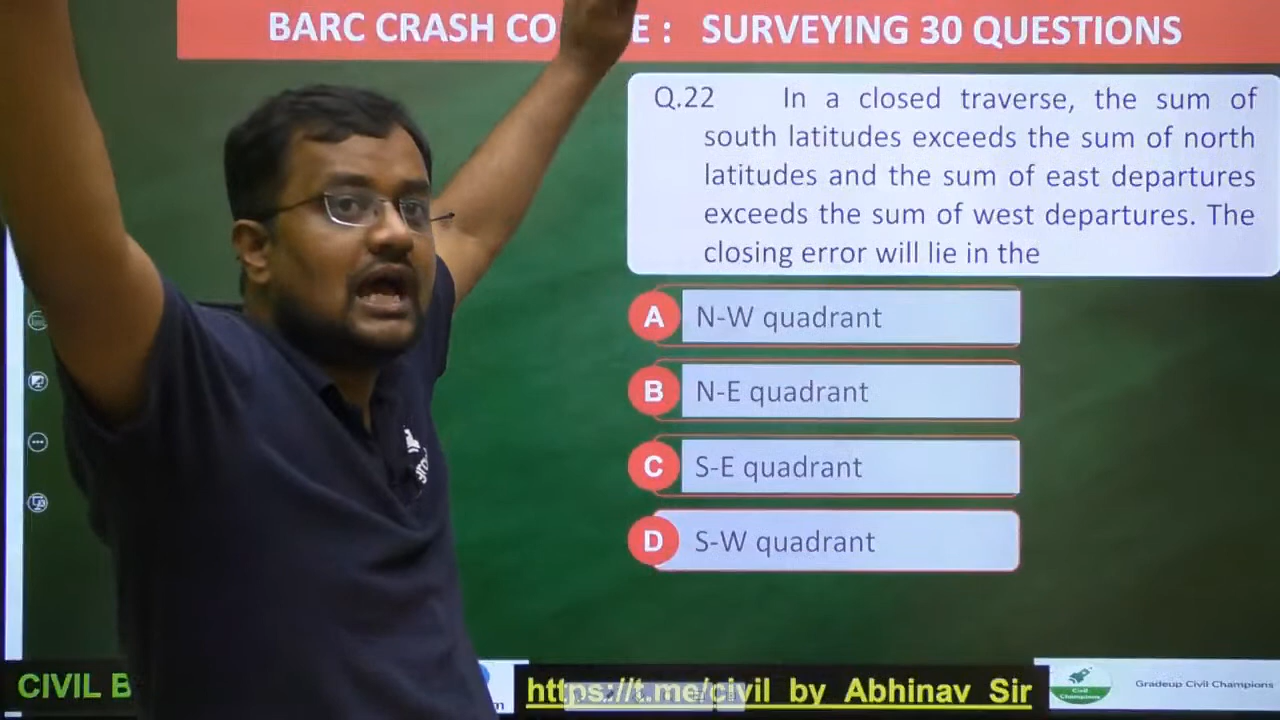 BARC CRASH CO E : SURVEYING 30 QUESTIONS
Q.22 In a closed traverse, the sum of
south latitudes exceeds the sum of north
latitudes and the sum of east departures
exceeds the sum of west departures. The
closing error will lie in the
A N-W quadrant
B N-E quadrant
C S-E quadrant
D S-W quadrant
CIVIL B
https://t.me/civil_by_Abhinav_Sir
Civil Champions
Gradeup Civil Champions